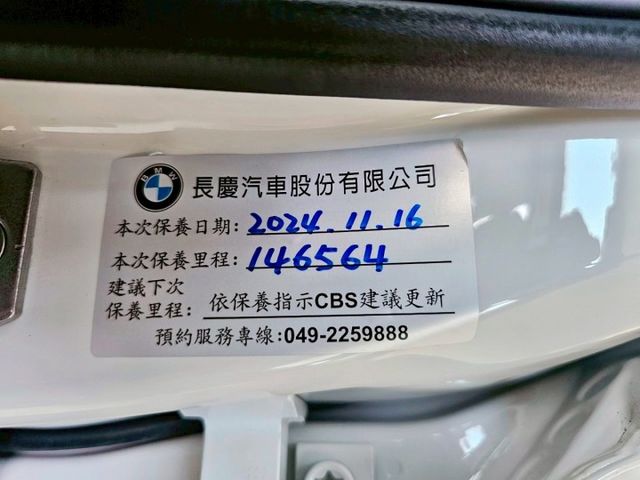 BMW
長慶汽車股份有限公司
本次保養日期:2024.11.16
本次保養里程:146564
建議下次
保養里程:依保養指示CBS建議更新
預約服務專線:049-2259888